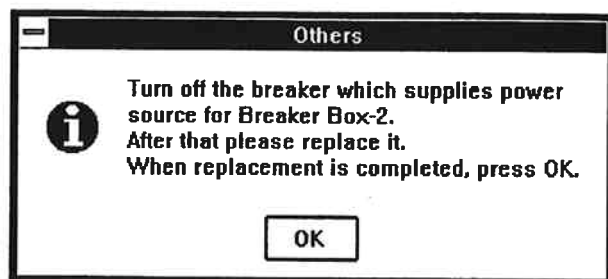 Others
Turn off the breaker which supplies power
source for Breaker Box-2.
After that please replace it.
When replacement is completed, press OK.
OK